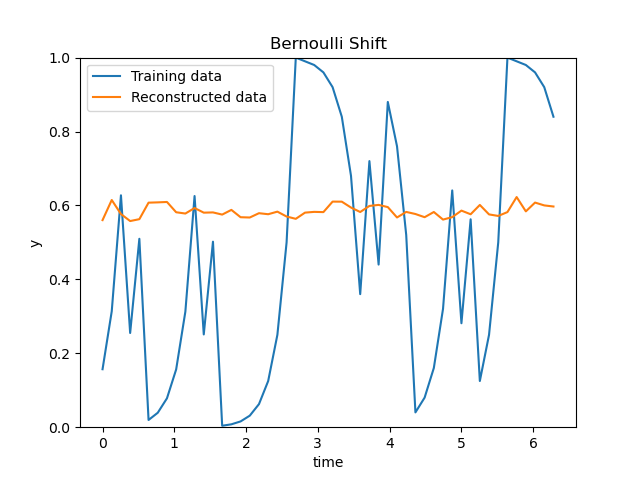 Bernoulli Shift
Training data
Reconstructed data
1.0
0.8
0.6
0.4
0.2
0.0
y
0 1 2 3 4 5 6
time